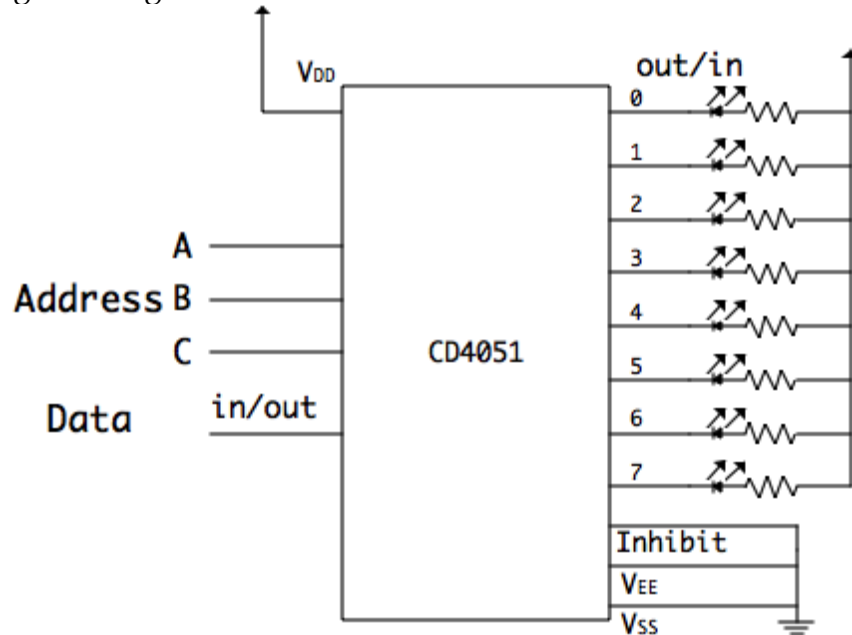 VDD
out/in
0
1
2
A
3
Address B
4
C
CD4051
5
Data
in/out
6
7
Inhibit
VEE
VSS